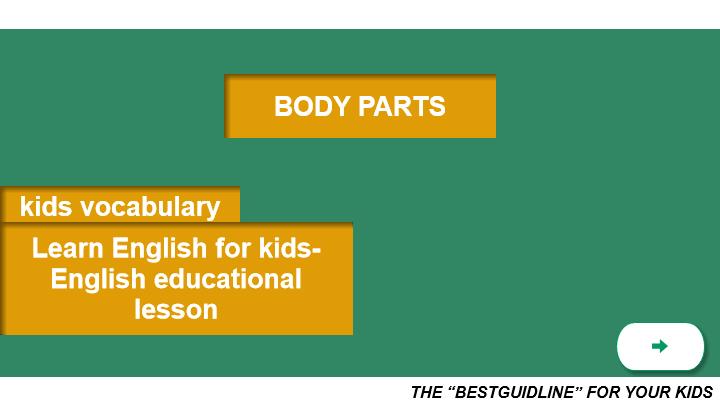 BODY PARTS
kids vocabulary
Learn English for kids-
English educational
lesson
THE “BESTGUIDLINE” FOR YOUR KIDS